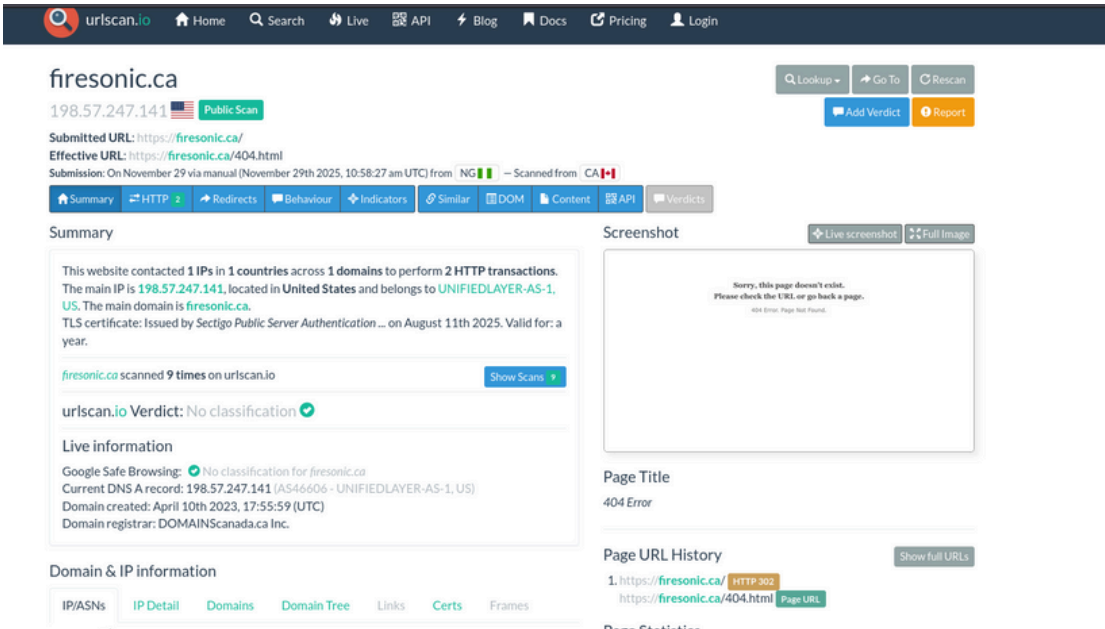 urlscan.io Home Search Live API Blog Docs Pricing Login
firesonic.ca
Lookup Go To Rescan
198.57.247.141 Public Scan
Add Verdict Report
Submitted URL: https://firesonic.ca/
Effective URL: https://firesonic.ca/404.html
Submission: On November 29 via manual (November 29th 2025, 10:58:27 am UTC) from NG — Scanned from CA
Summary HTTP 2 Redirects Behaviour Indicators Similar DOM Content API Verdicts
Summary
This website contacted 1 IPs in 1 countries across 1 domains to perform 2 HTTP transactions.
The main IP is 198.57.247.141, located in United States and belongs to UNIFIEDLAYER-AS-1,
US. The main domain is firesonic.ca.
TLS certificate: Issued by Sectigo Public Server Authentication ... on August 11th 2025. Valid for: a
year.
firesonic.ca scanned 9 times on urlscan.io Show Scans 9
urlscan.io Verdict: No classification
Live information
Google Safe Browsing: No classification for firesonic.ca
Current DNS A record: 198.57.247.141 (AS46606 - UNIFIEDLAYER-AS-1, US)
Domain created: April 10th 2023, 17:55:59 (UTC)
Domain registrar: DOMAINScanada.ca Inc.
Domain & IP information
IP/ASNs IP Detail Domains Domain Tree Links Certs Frames
Screenshot Live screenshot Full Image
Sorry, this page doesn't exist.
Please check the URL or go back a page.
404 Error. Page Not Found.
Page Title
404 Error
Page URL History Show full URLs
1. https://firesonic.ca/ HTTP 302
https://firesonic.ca/404.html Page URL
Page Statistics